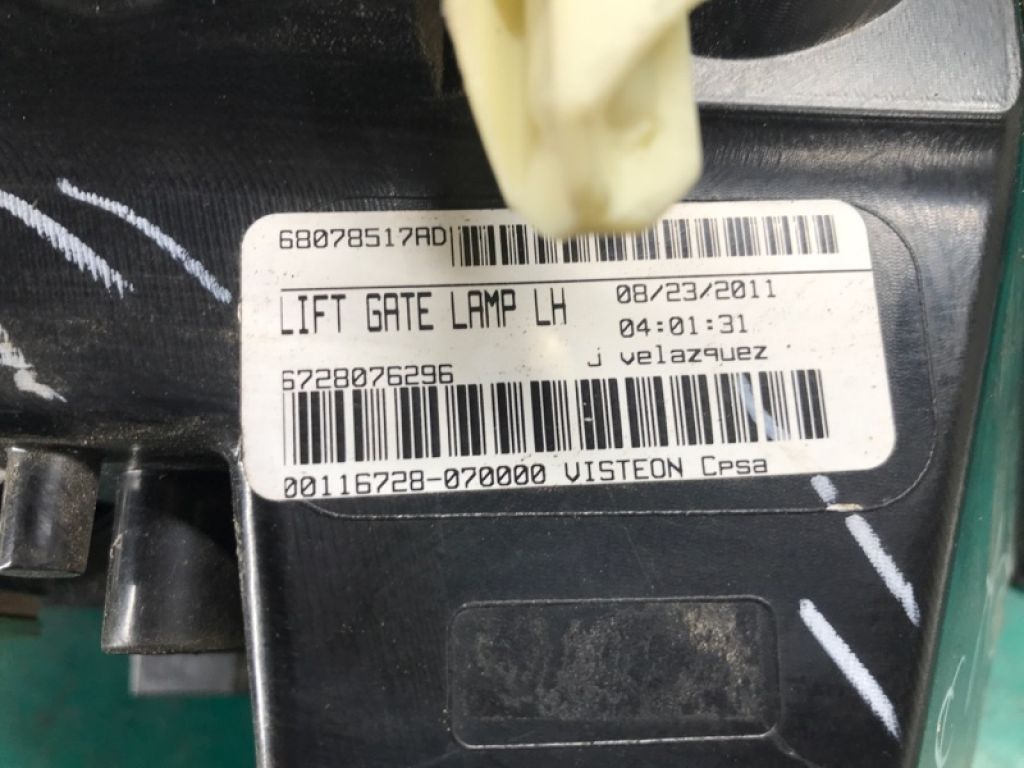 68078517AD
LIFT GATE LAMP LH
08/23/2011
04:01:31
j velazquez
6728076296
00116728-070000 VISTEON Cpsa